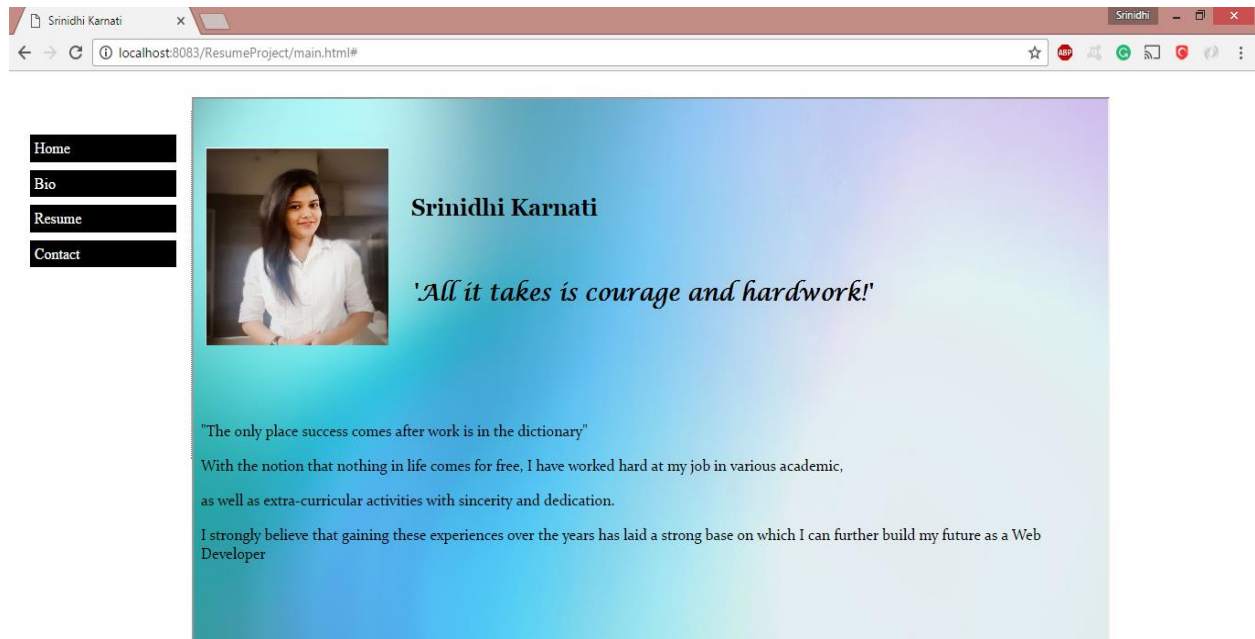 Srinidhi Karnati
Srinidhi
localhost:8083/ResumeProject/main.html#
ABP
Home
Bio
Resume
Contact
Srinidhi Karnati
'All it takes is courage and hardwork!'
"The only place success comes after work is in the dictionary"
With the notion that nothing in life comes for free, I have worked hard at my job in various academic,
as well as extra-curricular activities with sincerity and dedication.
I strongly believe that gaining these experiences over the years has laid a strong base on which I can further build my future as a Web
Developer